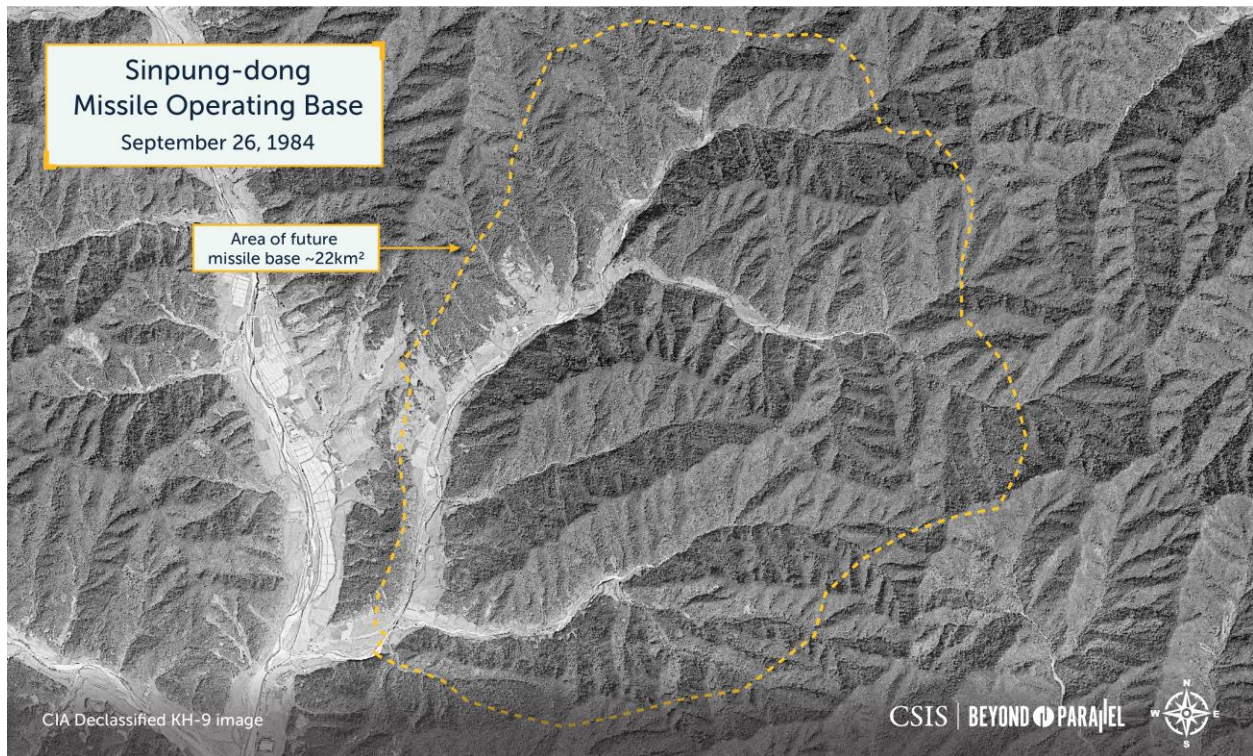 Sinpung-dong
Missile Operating Base
September 26, 1984
Area of future
missile base ~22km²
CIA Declassified KH-9 image
CSIS | BEYOND PARALLEL
N
W E
S